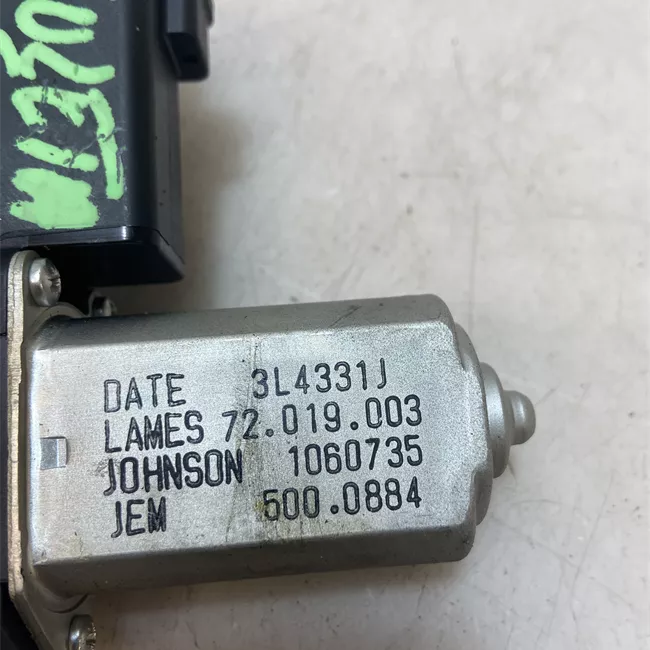 DATE 3L4331J
LAMES 72.019.003
JOHNSON 1060735
JEM 500.0884